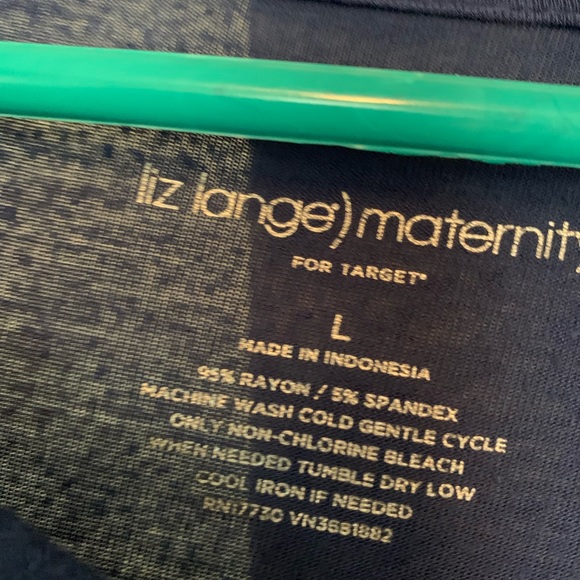 liz lange) maternity
FOR TARGET®
L
MADE IN INDONESIA
95% RAYON / 5% SPANDEX
MACHINE WASH COLD GENTLE CYCLE
ONLY NON-CHLORINE BLEACH
WHEN NEEDED TUMBLE DRY LOW
COOL IRON IF NEEDED
RN17730 VN3681882